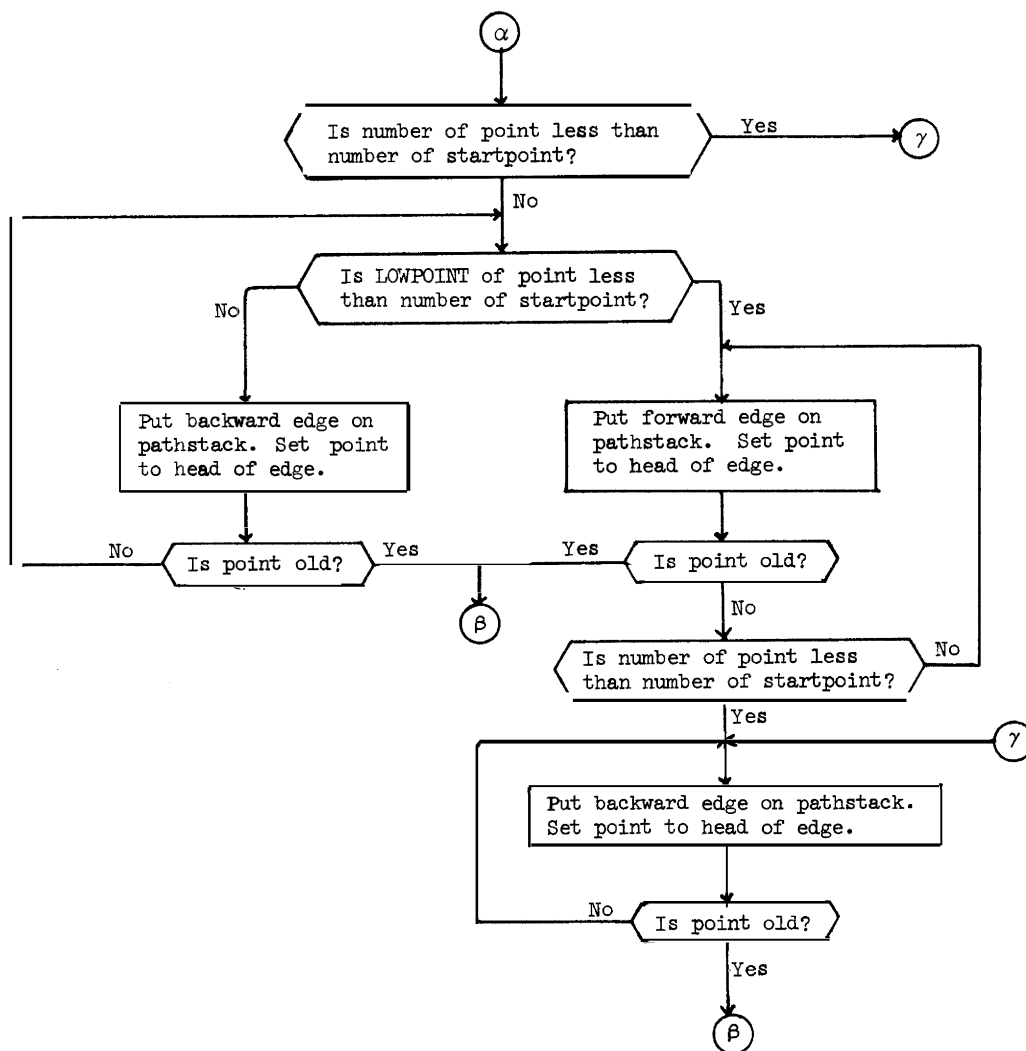 α
Is number of point less than
number of startpoint?
Yes
γ
No
Is LOWPOINT of point less
than number of startpoint?
No
Yes
Put backward edge on
pathstack. Set point
to head of edge.
Put forward edge on
pathstack. Set point
to head of edge.
No
Is point old?
Yes
Yes
Is point old?
β
No
Is number of point less
than number of startpoint?
No
Yes
γ
Put backward edge on pathstack.
Set point to head of edge.
No
Is point old?
Yes
β